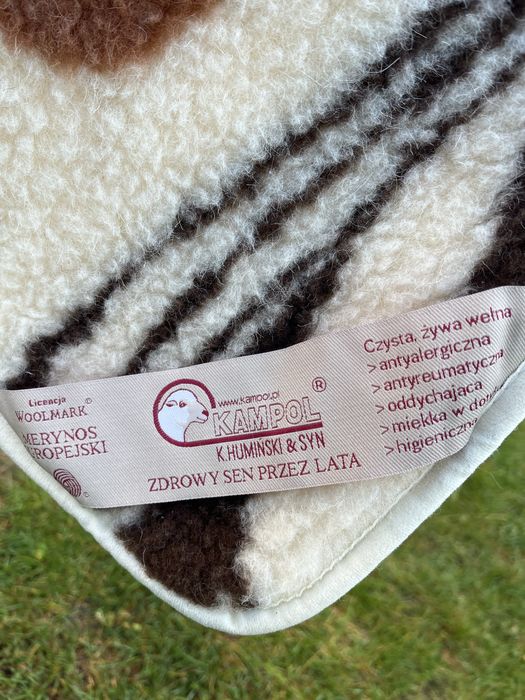 Licencja
WOOLMARK®
MERYNOS
EUROPEJSKI
www.kampol.pl
KAMPOL ®
K.HUMIŃSKI & SYN
ZDROWY SEN PRZEZ LATA
Czysta, żywa wełna
>antyalergiczna
>antyreumatyczna
>oddychająca
>miękka w
>higieniczna